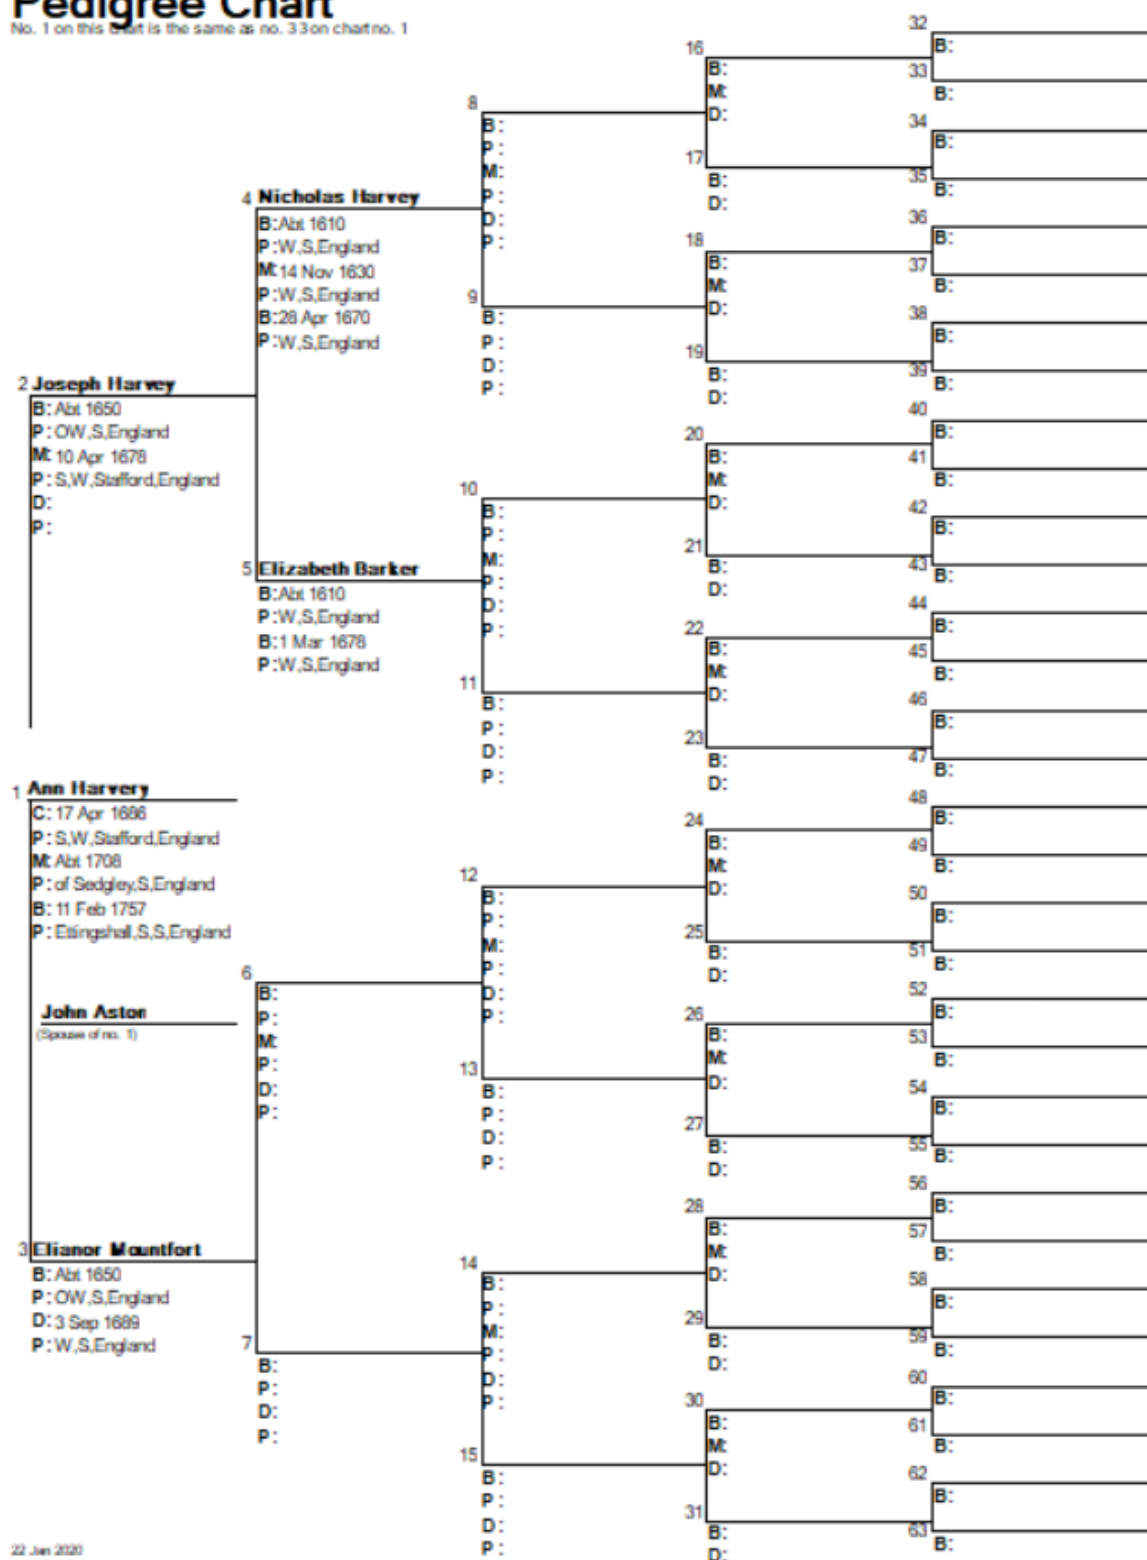 Pedigree Chart
No. 1 on this chart is the same as no. 33 on chart no. 1
2 Joseph Harvey
B: Abt 1650
P: OW,S,England
M: 10 Apr 1678
P: S,W,Stafford,England
D:
P:
1 Ann Harvery
C: 17 Apr 1686
P: S,W,Stafford,England
M: Abt 1708
P: of Sedgley,S,England
B: 11 Feb 1757
P: Ettingshall,S,S,England
John Aston
(Spouse of no. 1)
3 Elianor Mountfort
B: Abt 1650
P: OW,S,England
D: 3 Sep 1689
P: W,S,England
22 Jan 2020
4 Nicholas Harvey
B: Abt 1610
P: W,S,England
M: 14 Nov 1630
P: W,S,England
B: 28 Apr 1670
P: W,S,England
5 Elizabeth Barker
B: Abt 1610
P: W,S,England
B: 1 Mar 1678
P: W,S,England
6
B:
P:
M:
P:
D:
P:
7
B:
P:
D:
P:
8
B:
P:
M:
P:
D:
P:
9
B:
P:
D:
P:
10
B:
P:
M:
P:
D:
P:
11
B:
P:
D:
P:
12
B:
P:
M:
P:
D:
P:
13
B:
P:
D:
P:
14
B:
P:
M:
P:
D:
P:
15
B:
P:
D:
P:
16
B:
M:
D:
17
B:
D:
18
B:
M:
D:
19
B:
D:
20
B:
M:
D:
21
B:
D:
22
B:
M:
D:
23
B:
D:
24
B:
M:
D:
25
B:
D:
26
B:
M:
D:
27
B:
D:
28
B:
M:
D:
29
B:
D:
30
B:
M:
D:
31
B:
D:
32
B:
33
B:
34
B:
35
B:
36
B:
37
B:
38
B:
39
B:
40
B:
41
B:
42
B:
43
B:
44
B:
45
B:
46
B:
47
B:
48
B:
49
B:
50
B:
51
B:
52
B:
53
B:
54
B:
55
B:
56
B:
57
B:
58
B:
59
B:
60
B:
61
B:
62
B:
63
B: